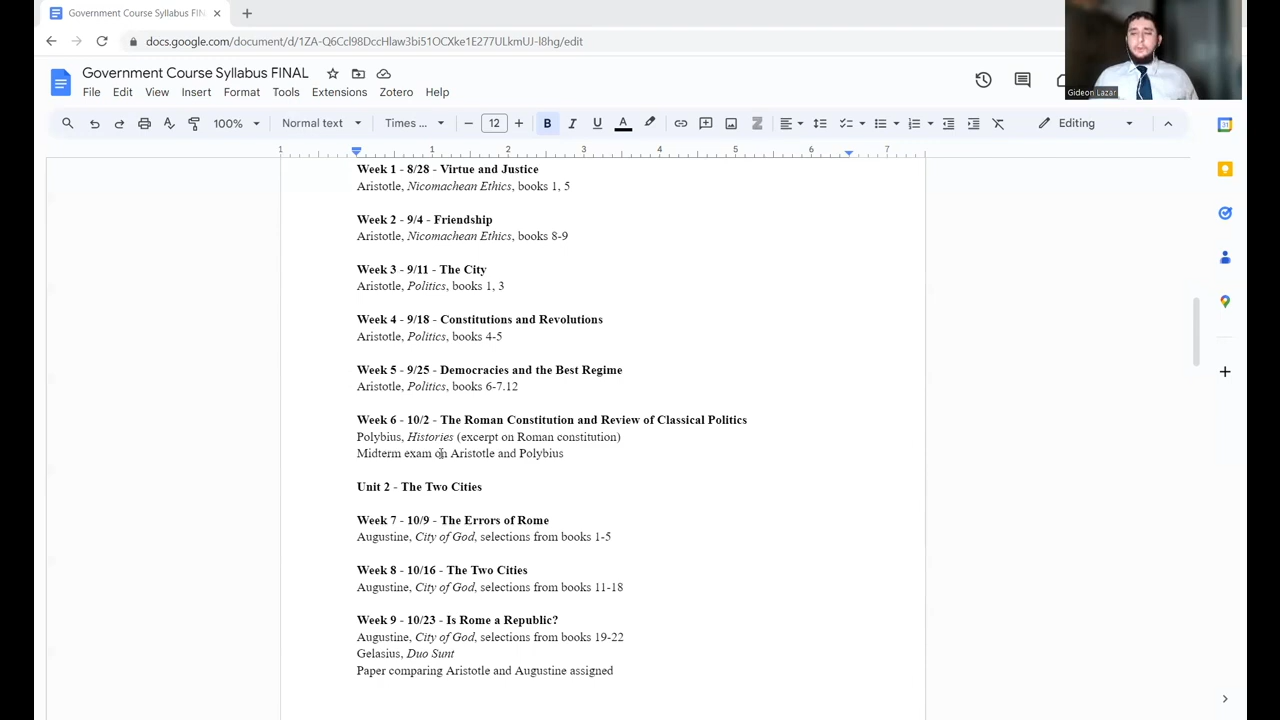 Government Course Syllabus FIN
docs.google.com/document/d/
Government Course Syllabus FINAL
File Edit View Insert Format Tools Extensions Zotero Help
100% Normal text Times ... 12 B I U A Editing
Gideon Lazar
1 1 2 3 4 5 6 7
Week 1 - 8/28 - Virtue and Justice
Aristotle, Nicomachean Ethics, books 1, 5
Week 2 - 9/4 - Friendship
Aristotle, Nicomachean Ethics, books 8-9
Week 3 - 9/11 - The City
Aristotle, Politics, books 1, 3
Week 4 - 9/18 - Constitutions and Revolutions
Aristotle, Politics, books 4-5
Week 5 - 9/25 - Democracies and the Best Regime
Aristotle, Politics, books 6-7.12
Week 6 - 10/2 - The Roman Constitution and Review of Classical Politics
Polybius, Histories (excerpt on Roman constitution)
Midterm exam on Aristotle and Polybius
Unit 2 - The Two Cities
Week 7 - 10/9 - The Errors of Rome
Augustine, City of God, selections from books 1-5
Week 8 - 10/16 - The Two Cities
Augustine, City of God, selections from books 11-18
Week 9 - 10/23 - Is Rome a Republic?
Augustine, City of God, selections from books 19-22
Gelasius, Duo Sunt
Paper comparing Aristotle and Augustine assigned